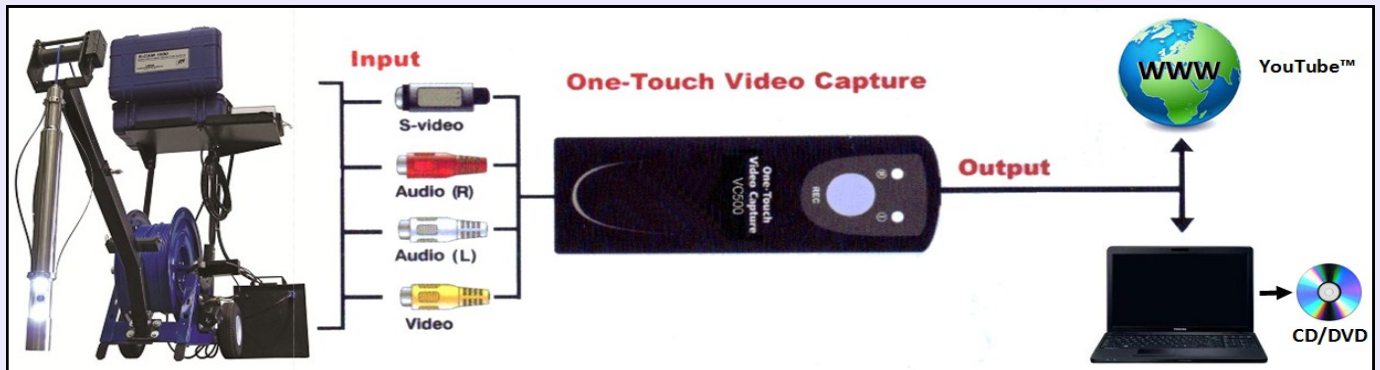 Input
S-video
Audio (R)
Audio (L)
Video
One-Touch Video Capture
One-Touch
Video Capture
VC500
REC
Output
WWW
YouTube™
CD/DVD